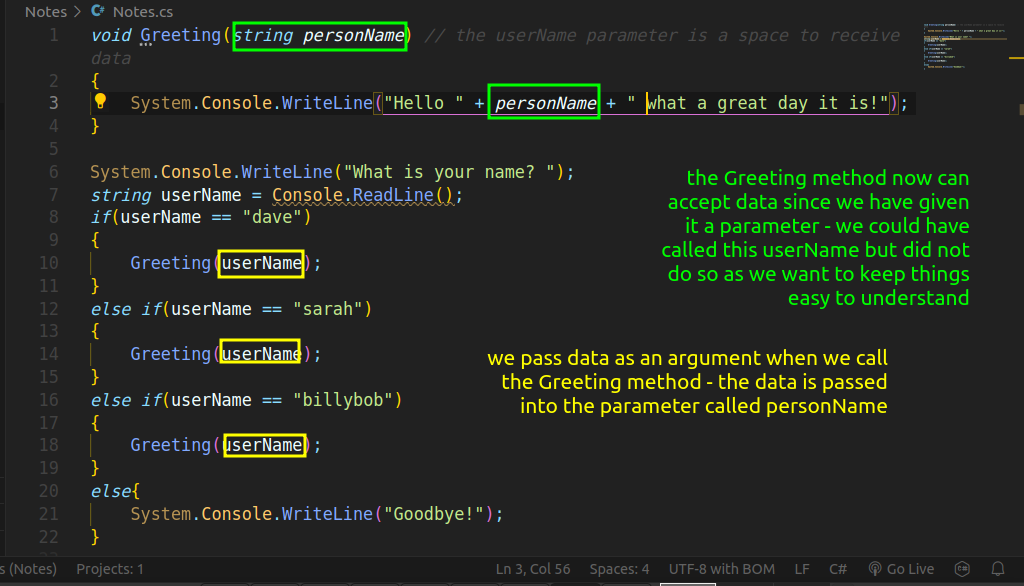 Notes > Notes.cs
1 void Greeting(string personName) // the userName parameter is a space to receive
data
2 {
3 System.Console.WriteLine("Hello " + personName + " what a great day it is!");
4 }
5
6 System.Console.WriteLine("What is your name? ");
7 string userName = Console.ReadLine();
8 if(userName == "dave")
9 {
10 Greeting(userName);
11 }
12 else if(userName == "sarah")
13 {
14 Greeting(userName);
15 }
16 else if(userName == "billybob")
17 {
18 Greeting(userName);
19 }
20 else{
21 System.Console.WriteLine("Goodbye!");
22 }
the Greeting method now can
accept data since we have given
it a parameter - we could have
called this userName but did not
do so as we want to keep things
easy to understand
we pass data as an argument when we call
the Greeting method - the data is passed
into the parameter called personName
s (Notes) Projects: 1 Ln 3, Col 56 Spaces: 4 UTF-8 with BOM LF C# Go Live